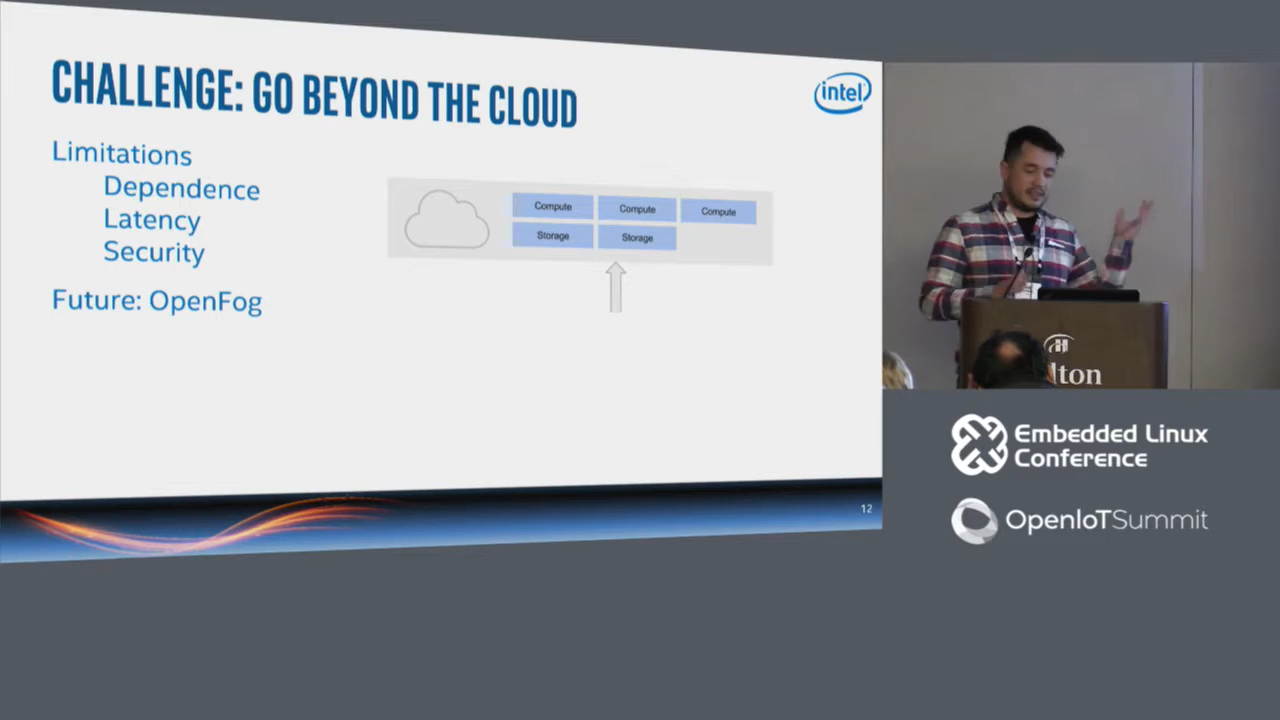 CHALLENGE: GO BEYOND THE CLOUD
intel
Limitations
Dependence
Latency
Security
Future: OpenFog
Compute
Compute
Compute
Storage
Storage
12
lton
Embedded Linux
Conference
OpenIoTSummit